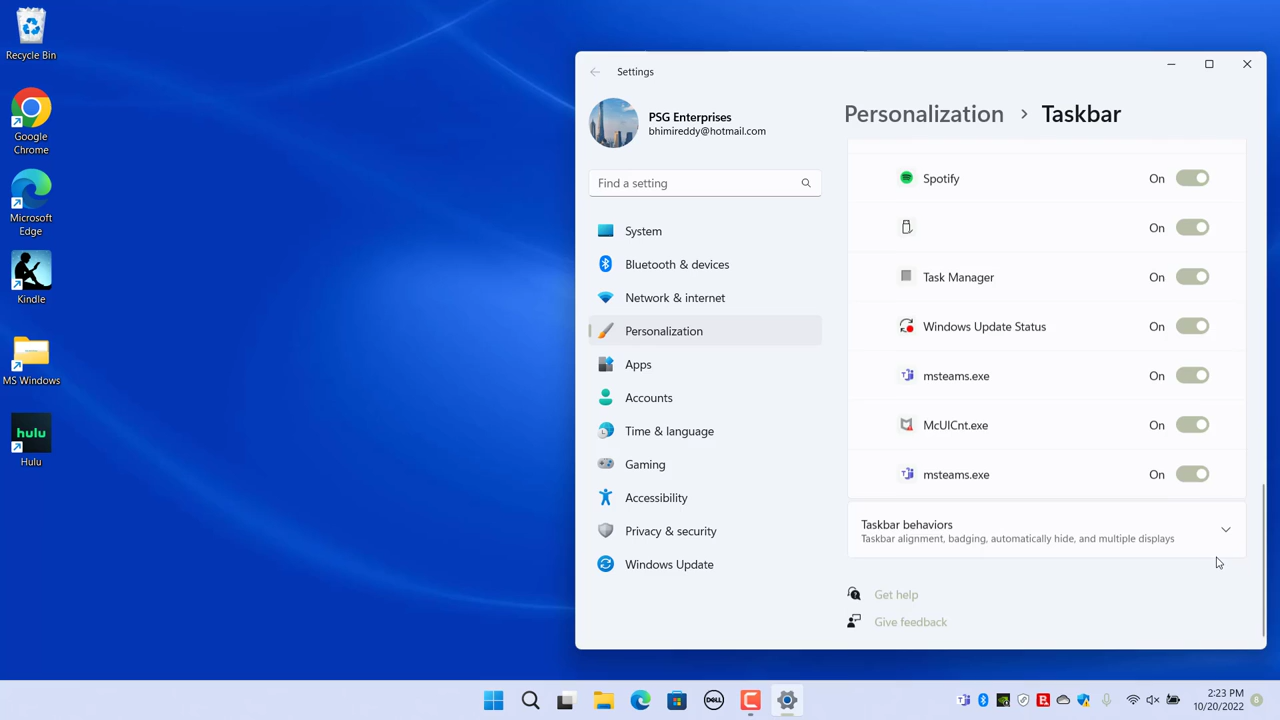 Recycle Bin
Google
Chrome
Microsoft
Edge
Kindle
MS Windows
hulu
Hulu
Settings
PSG Enterprises
bhimireddy@hotmail.com
Find a setting
System
Bluetooth & devices
Network & internet
Personalization
Apps
Accounts
Time & language
Gaming
Accessibility
Privacy & security
Windows Update
Personalization > Taskbar
Spotify On
On
Task Manager On
Windows Update Status On
msteams.exe On
McUICnt.exe On
msteams.exe On
Taskbar behaviors
Taskbar alignment, badging, automatically hide, and multiple displays
Get help
Give feedback
DELL
2:23 PM
10/20/2022
8